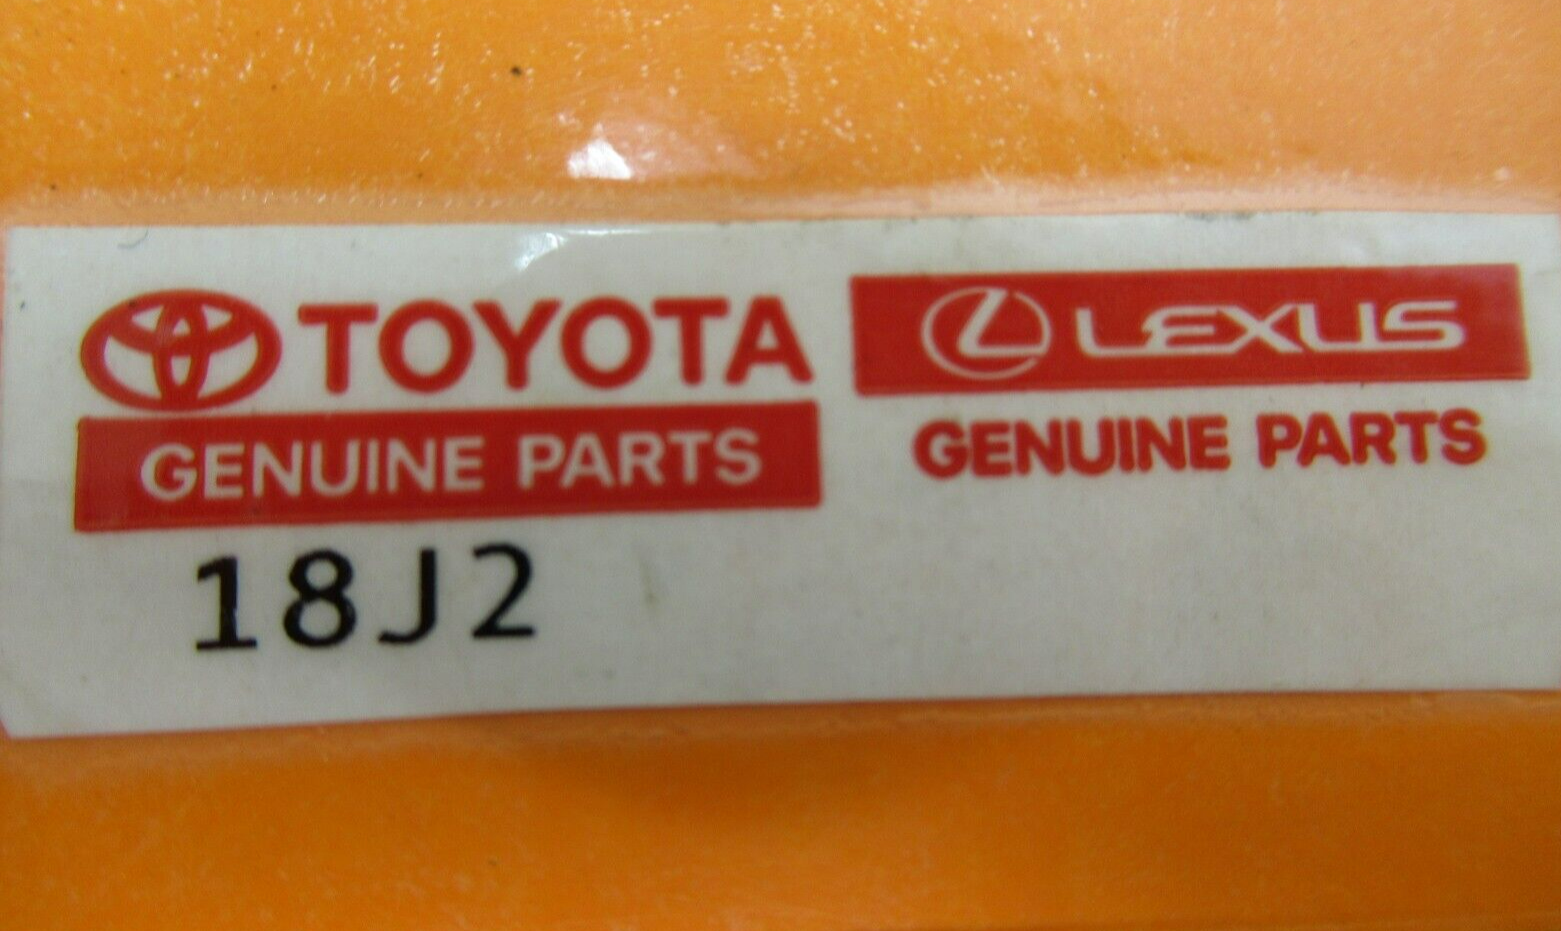 TOYOTA
GENUINE PARTS
18J2
LEXUS
GENUINE PARTS